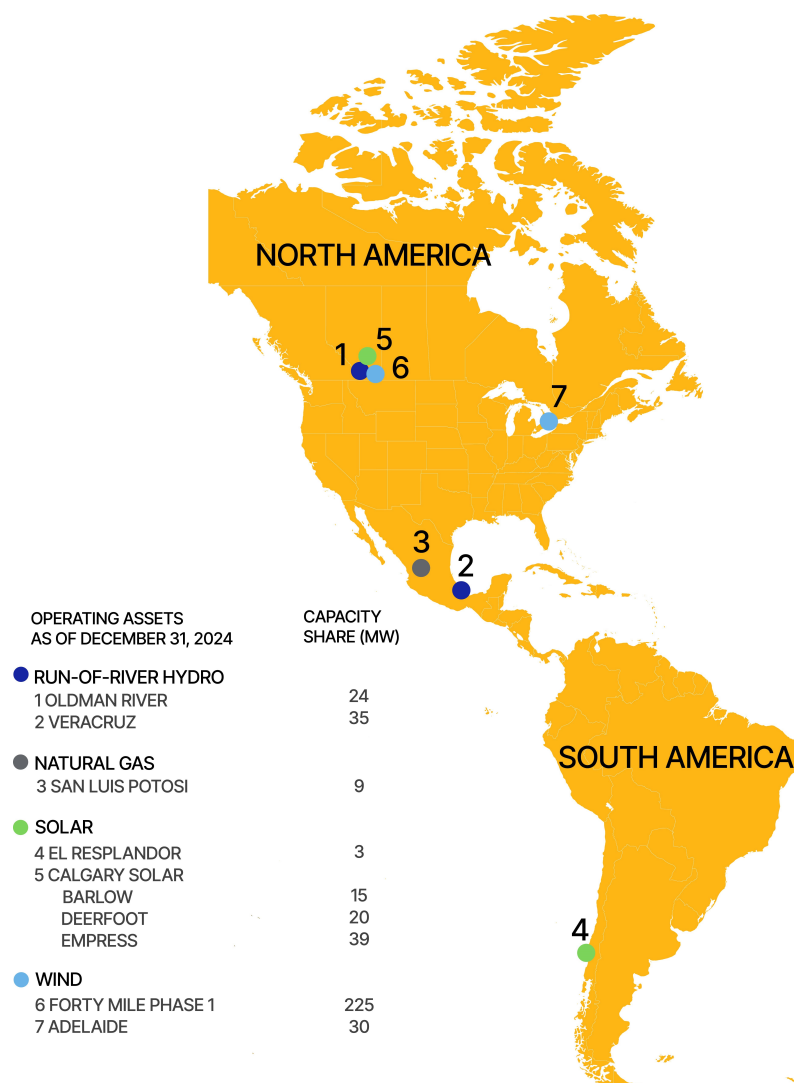 NORTH AMERICA
5
1
6
7
3
2
SOUTH AMERICA
4
OPERATING ASSETS
AS OF DECEMBER 31, 2024
CAPACITY
SHARE (MW)
RUN-OF-RIVER HYDRO
1 OLDMAN RIVER 24
2 VERACRUZ 35
NATURAL GAS
3 SAN LUIS POTOSI 9
SOLAR
4 EL RESPLANDOR 3
5 CALGARY SOLAR
BARLOW 15
DEERFOOT 20
EMPRESS 39
WIND
6 FORTY MILE PHASE 1 225
7 ADELAIDE 30